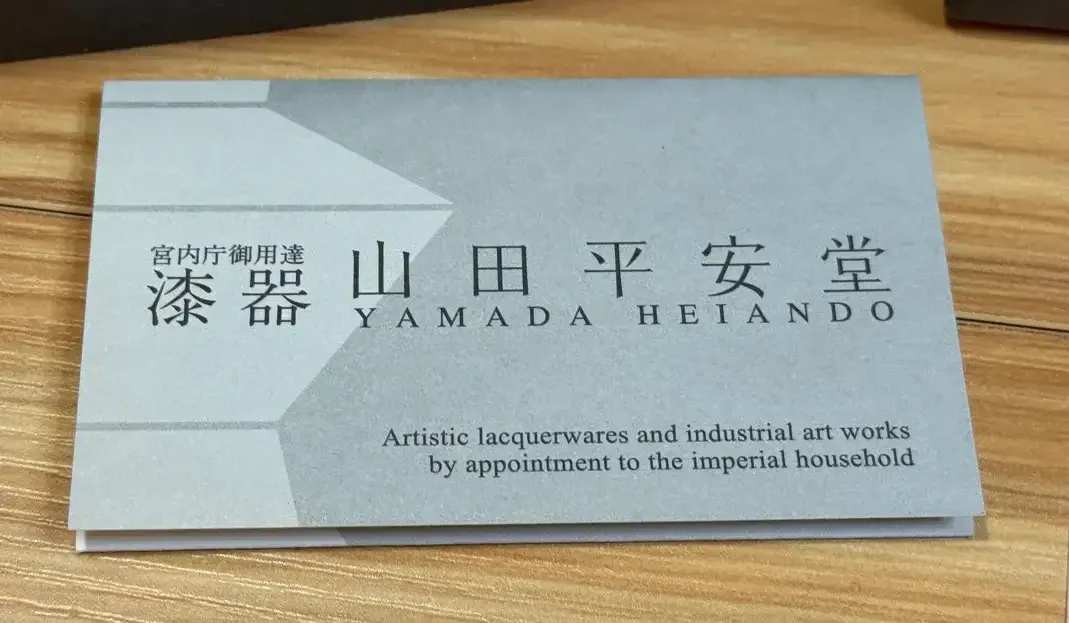 宮内庁御用達
漆器 山田平安堂
YAMADA HEIANDO
Artistic lacquerwares and industrial art works
by appointment to the imperial household